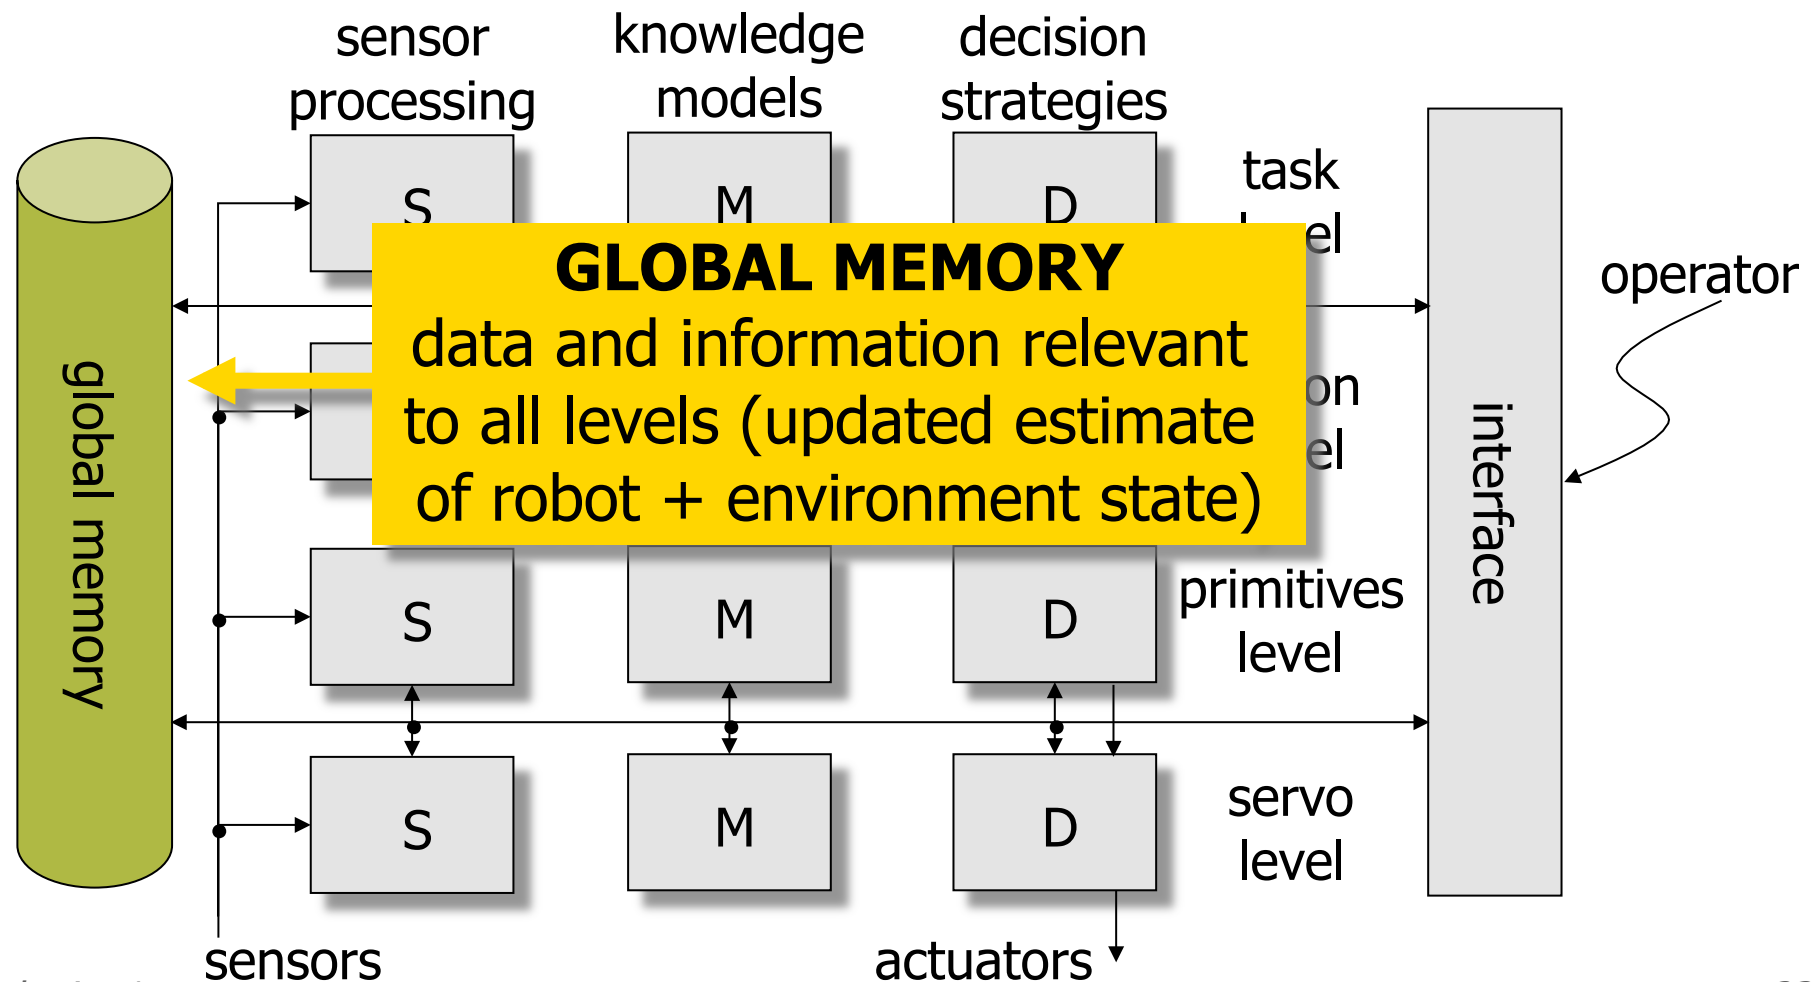 sensor
processing
knowledge
models
decision
strategies
S
M
D
task
GLOBAL MEMORY
data and information relevant
to all levels (updated estimate
of robot + environment state)
global memory
interface
operator
S
M
D
primitives
level
S
M
D
servo
level
sensors
actuators